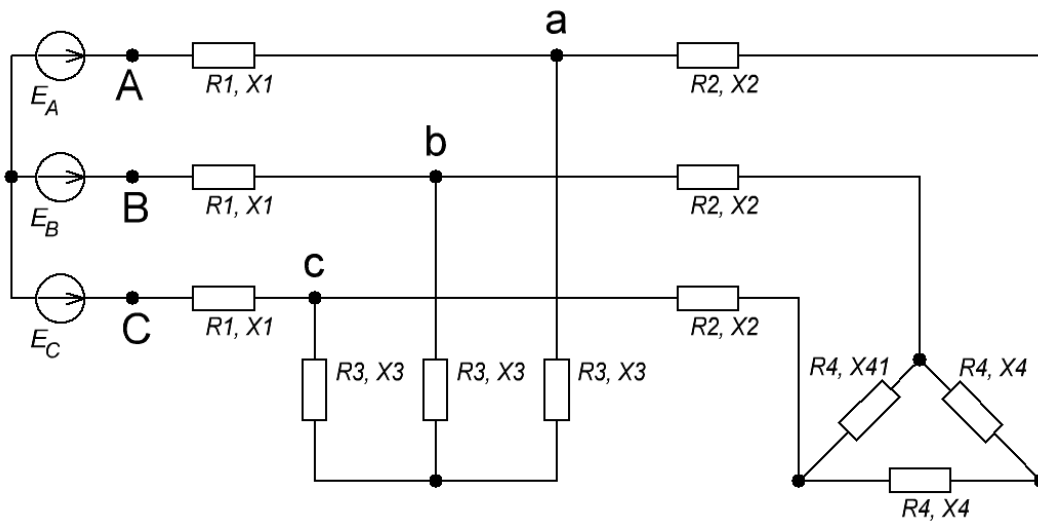 a
A
R1, X1
R2, X2
E_A
b
B
R1, X1
R2, X2
E_B
c
C
R1, X1
R2, X2
E_C
R3, X3
R3, X3
R3, X3
R4, X41
R4, X4
R4, X4